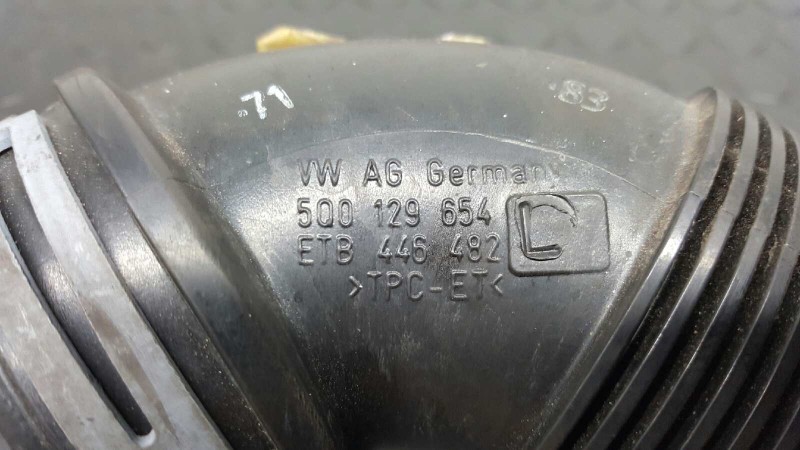 .71
.83
VW AG Germany
5Q0 129 654 L
ETB 446 482
>TPC-ET<